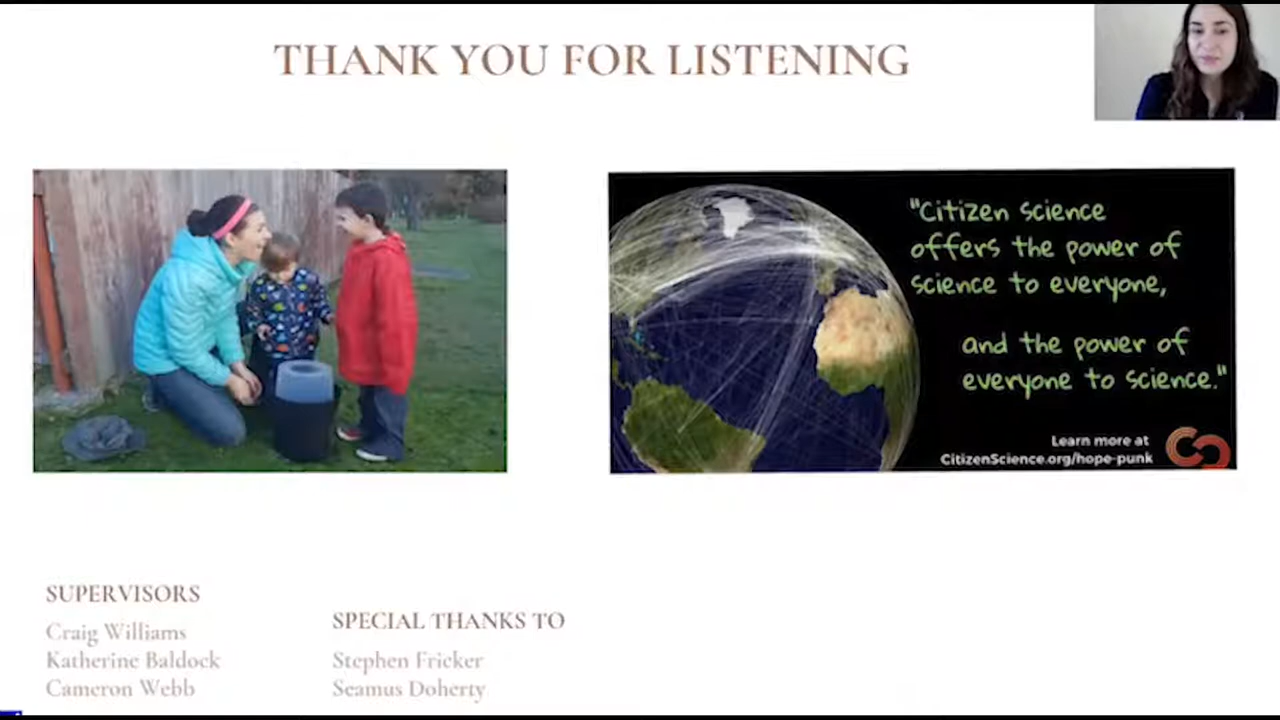 THANK YOU FOR LISTENING
"Citizen science
offers the power of
science to everyone,
and the power of
everyone to science."
Learn more at
CitizenScience.org/hope-punk
SUPERVISORS
Craig Williams
Katherine Baldock
Cameron Webb
SPECIAL THANKS TO
Stephen Fricker
Seamus Doherty